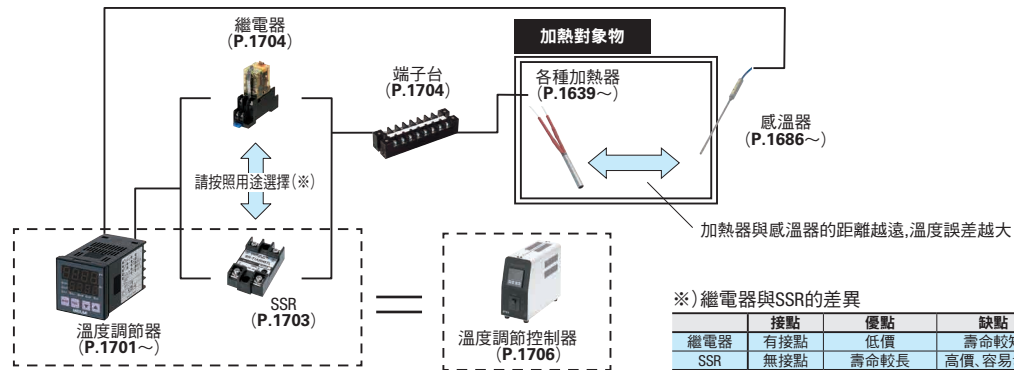 繼電器
(P.1704)
加熱對象物
端子台
(P.1704)
各種加熱器
(P.1639～)
感溫器
(P.1686～)
請按照用途選擇(※)
加熱器與感溫器的距離越遠,溫度誤差越大
SSR
(P.1703)
溫度調節器
(P.1701～)
溫度調節控制器
(P.1706)
※)繼電器與SSR的差異
接點 優點 缺點
繼電器 有接點 低價 壽命較
SSR 無接點 壽命較長 高價、容易